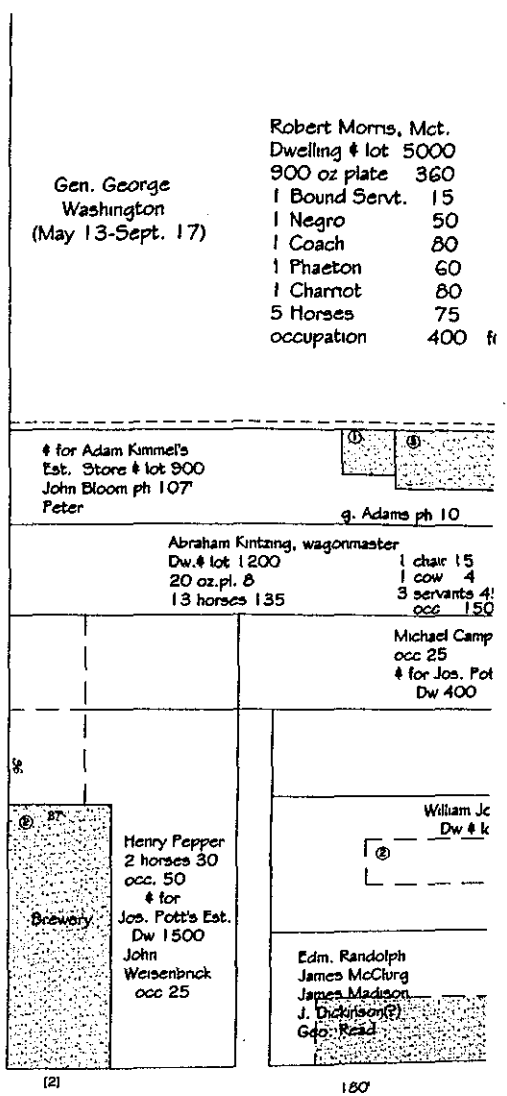 Gen. George
Washington
(May 13-Sept. 17)
Robert Morris, Mct.
Dwelling & lot 5000
900 oz plate 360
1 Bound Servt. 15
1 Negro 50
1 Coach 80
1 Phaeton 60
1 Chariot 80
5 Horses 75
occupation 400 f
& for Adam Kimmel's
Est. Store & lot 900
John Bloom ph 107'
Peter
①
g. Adams ph 10
Abraham Kintzing, wagonmaster
Dw.& lot 1200
20 oz.pl. 8
13 horses 135
1 chair 15
1 cow 4
3 servants 4
occ 150
Michael Camp
occ 25
& for Jos. Pot
Dw 400
96
② 37'
Brewery
Henry Pepper
2 horses 30
occ. 50
& for
Jos. Pott's Est.
Dw 1500
John
Weisenbrick
occ 25
William Jo
Dw & l
②
Edm. Randolph
James McClurg
James Madison
J. Dickinson(?)
Geo. Read
[2]
180'